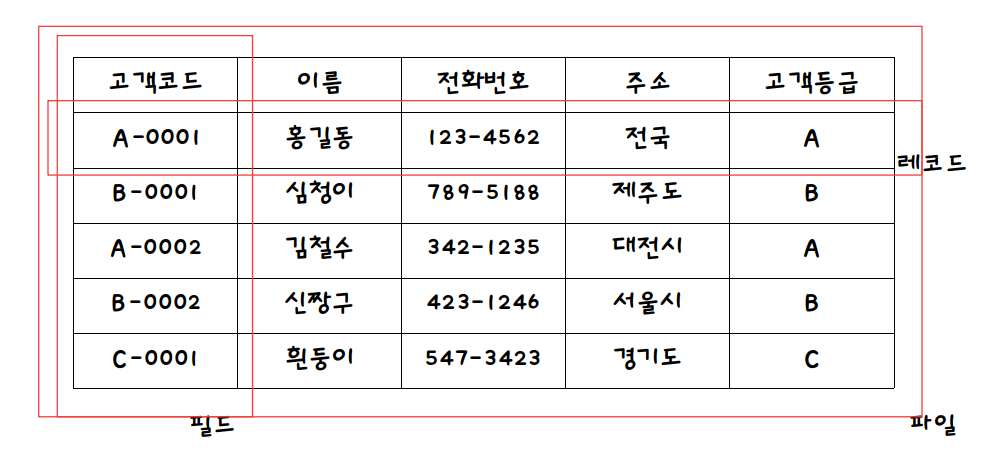 고객코드 이름 전화번호 주소 고객등급
A-0001 홍길동 123-4562 전국 A
레코드
B-0001 심청이 789-5188 제주도 B
A-0002 김철수 342-1235 대전시 A
B-0002 신짱구 423-1246 서울시 B
C-0001 흰둥이 547-3423 경기도 C
필드 파일